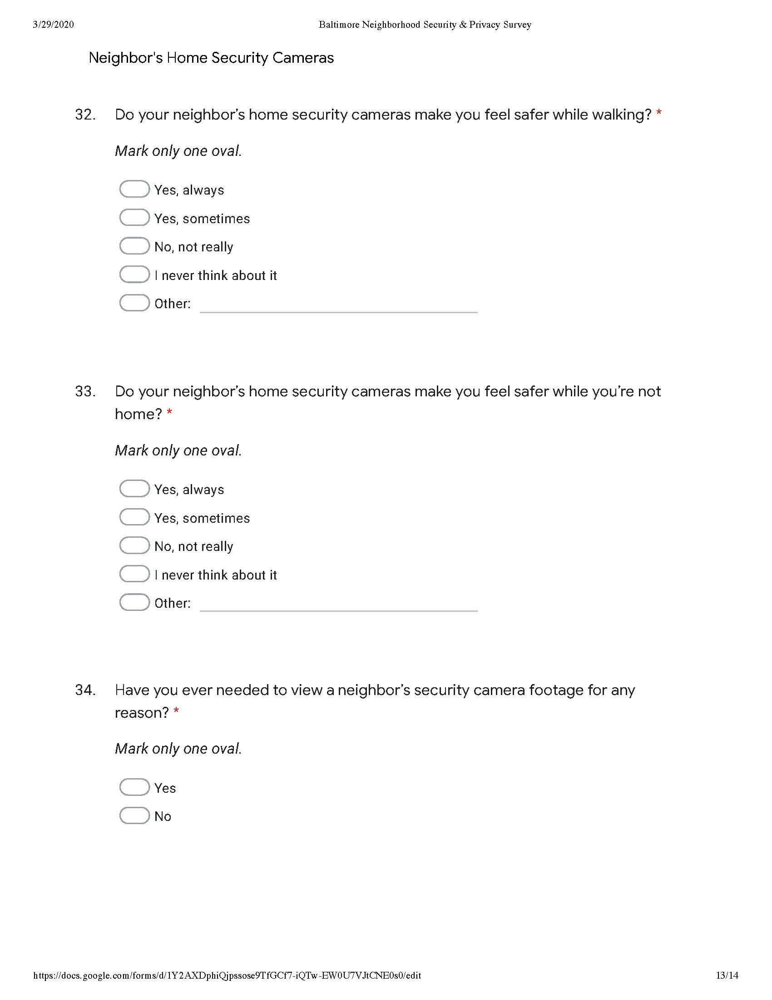 3/29/2020 Baltimore Neighborhood Security & Privacy Survey
Neighbor's Home Security Cameras
32. Do your neighbor’s home security cameras make you feel safer while walking? *
Mark only one oval.
Yes, always
Yes, sometimes
No, not really
I never think about it
Other:
33. Do your neighbor’s home security cameras make you feel safer while you’re not
home? *
Mark only one oval.
Yes, always
Yes, sometimes
No, not really
I never think about it
Other:
34. Have you ever needed to view a neighbor’s security camera footage for any
reason? *
Mark only one oval.
Yes
No
https://docs.google.com/forms/d/1Y2AXDphiQjpssose9TfGCf7-iQTw-EW0U7VJtCNE0s0/edit 13/14